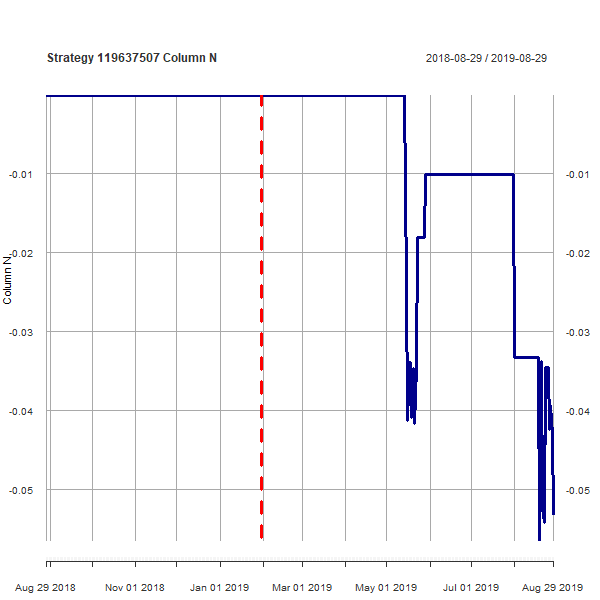 Strategy 119637507 Column N
2018-08-29 / 2019-08-29
-0.01
-0.01
Column N
-0.02
-0.02
-0.03
-0.03
-0.04
-0.04
-0.05
-0.05
Aug 29 2018
Nov 01 2018
Jan 01 2019
Mar 01 2019
May 01 2019
Jul 01 2019
Aug 29 2019